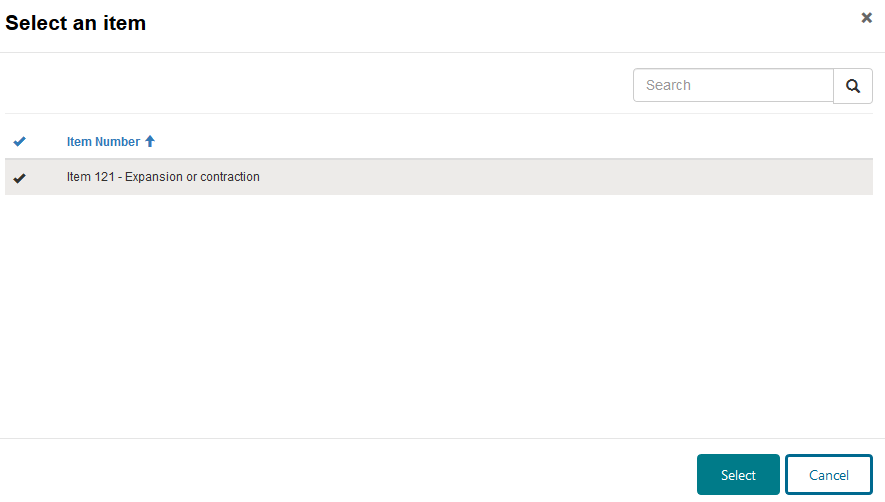 Select an item
Search
Item Number
Item 121 - Expansion or contraction
Select
Cancel